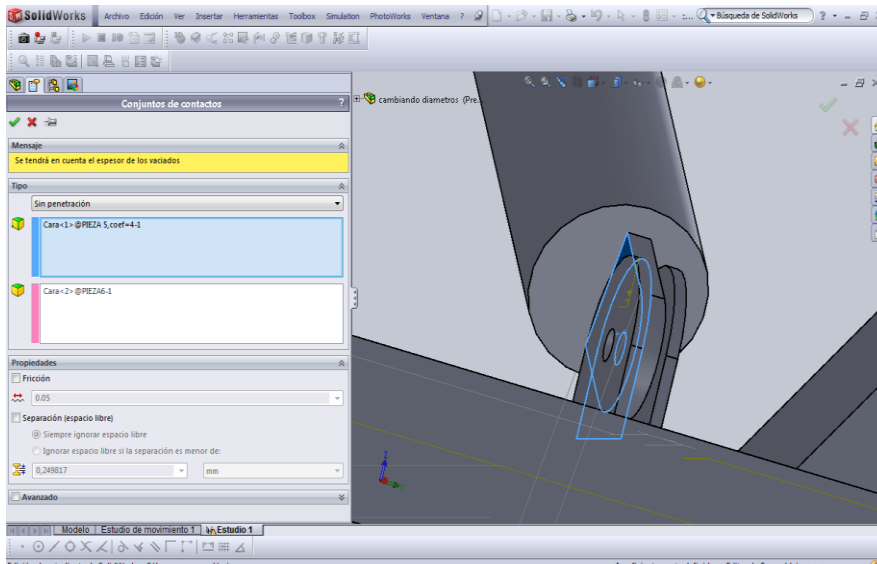 SolidWorks Archivo Edición Ver Insertar Herramientas Toolbox Simulation PhotoWorks Ventana ? Búsqueda de SolidWorks ?
Conjuntos de contactos ?
cambiando diametros (Pre...
Mensaje
Se tendrá en cuenta el espesor de los vaciados
Tipo
Sin penetración
Cara<1>@PIEZA 5,coef=4-1
Cara<2>@PIEZA6-1
Propiedades
Fricción
0.05
Separación (espacio libre)
Siempre ignorar espacio libre
Ignorar espacio libre si la separación es menor de:
0,249817 mm
Avanzado
Z
Modelo Estudio de movimiento 1 Estudio 1